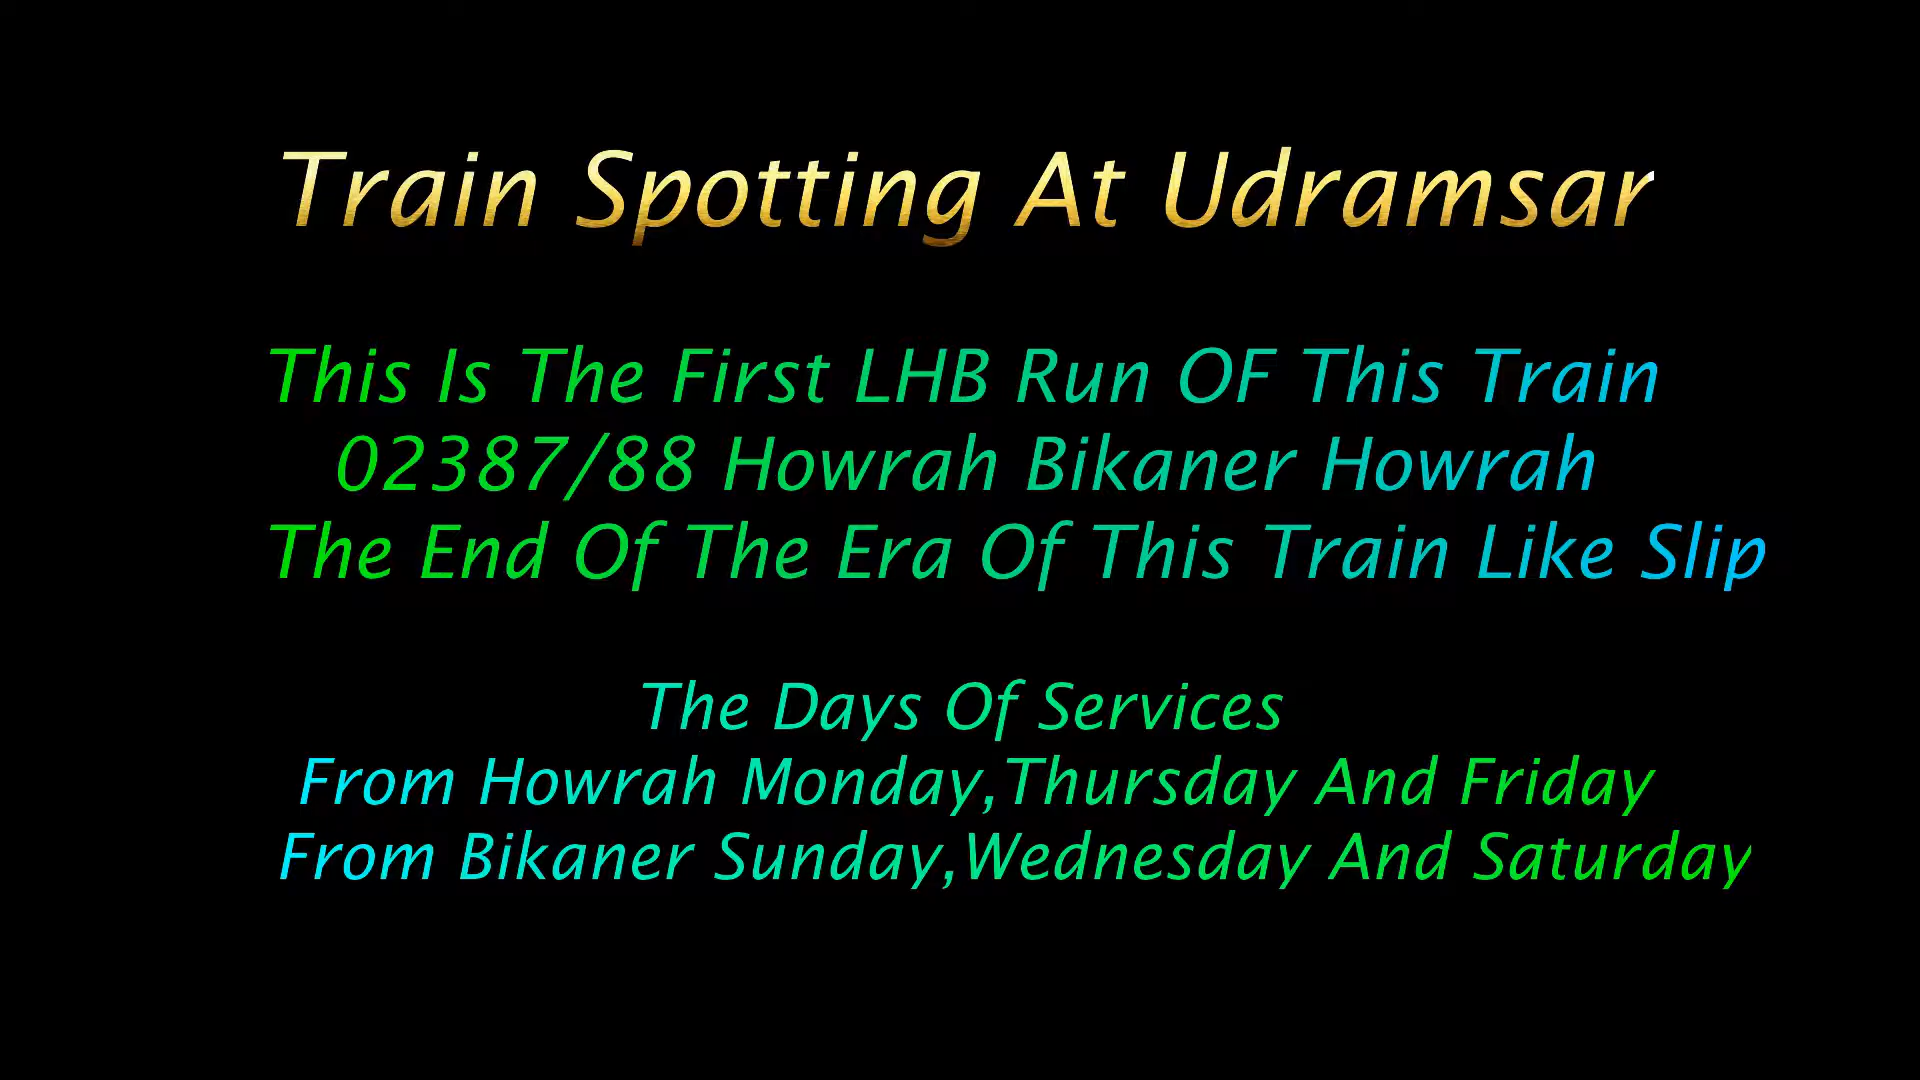 Train Spotting At Udramsar
This Is The First LHB Run OF This Train
02387/88 Howrah Bikaner Howrah
The End Of The Era Of This Train Like Slip
The Days Of Services
From Howrah Monday,Thursday And Friday
From Bikaner Sunday,Wednesday And Saturday